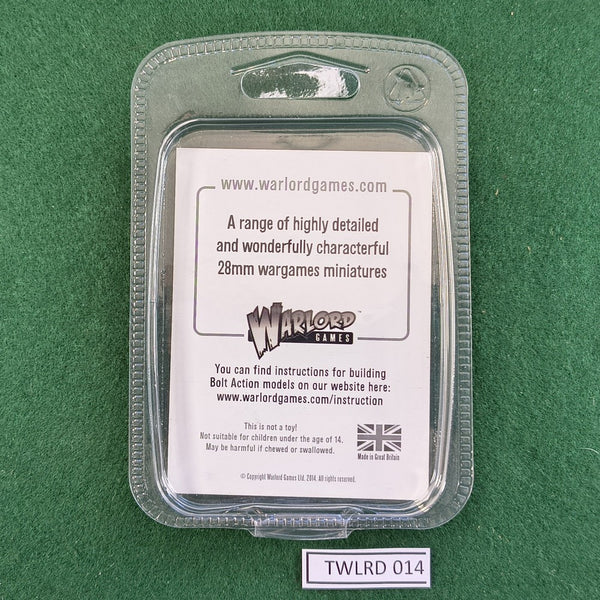 www.warlordgames.com
A range of highly detailed
and wonderfully characterful
28mm wargames miniatures
WARLORD™
GAMES
You can find instructions for building
Bolt Action models on our website here:
www.warlordgames.com/instruction
This is not a toy!
Not suitable for children under the age of 14.
May be harmful if chewed or swallowed.
Made in Great Britain
© Copyright Warlord Games Ltd. 2014. All rights reserved.
TWLRD 014